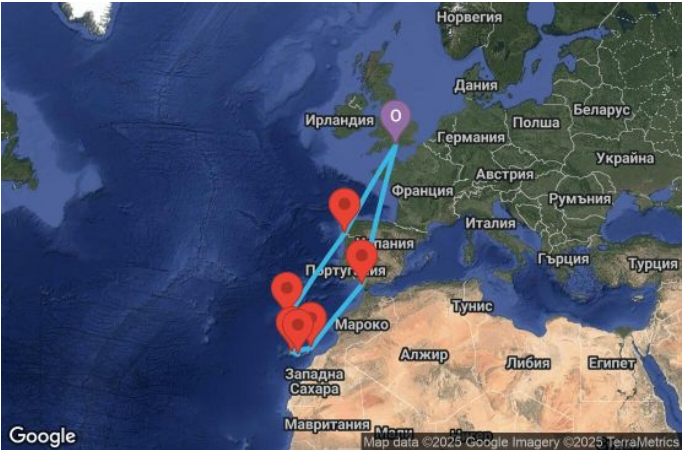 Норвегия
Дания
Ирландия
O
Полша
Беларус
Германия
Украйна
Австрия
Франция
Румъния
Италия
Гърция
Турция
Португалия
Тунис
Мароко
Алжир
Либия
Египет
Западна
Сахара
Мавритания
Мали
Google
Map data ©2025 Google Imagery ©2025 TerraMetrics